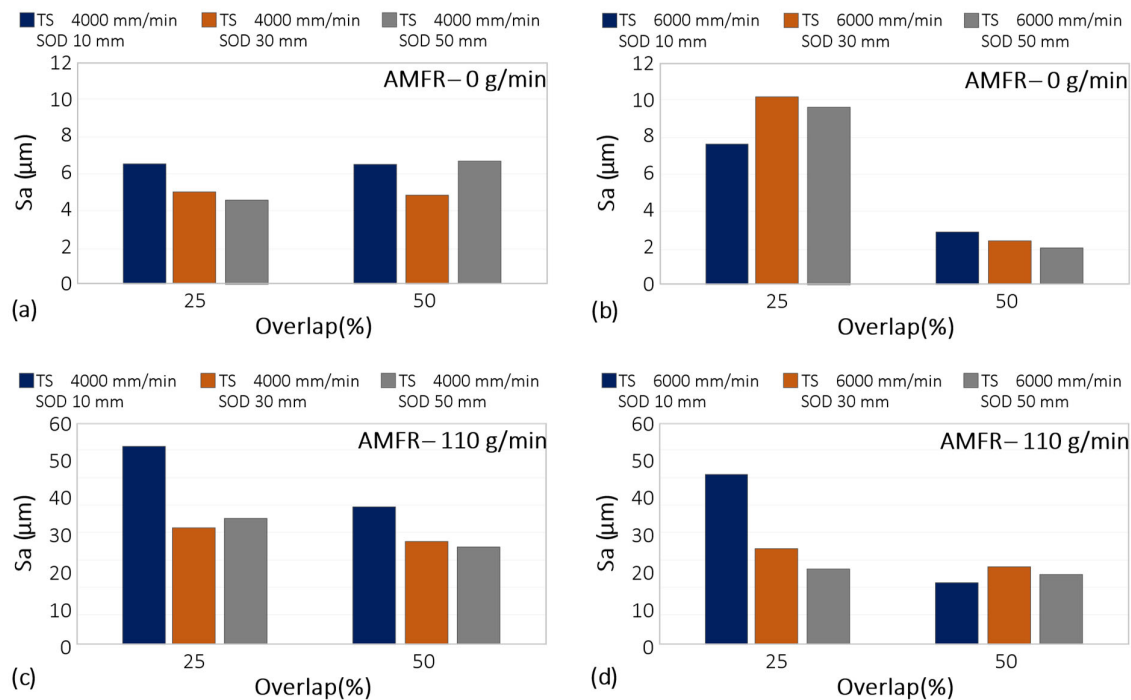 TS 4000 mm/min TS 4000 mm/min TS 4000 mm/min
SOD 10 mm SOD 30 mm SOD 50 mm
AMFR– 0 g/min
12
10
8
6
4
2
0
Sa (µm)
25 50
Overlap(%)
(a)
TS 6000 mm/min TS 6000 mm/min TS 6000 mm/min
SOD 10 mm SOD 30 mm SOD 50 mm
AMFR– 0 g/min
12
10
8
6
4
2
0
Sa (µm)
25 50
Overlap(%)
(b)
TS 4000 mm/min TS 4000 mm/min TS 4000 mm/min
SOD 10 mm SOD 30 mm SOD 50 mm
AMFR– 110 g/min
60
50
40
30
20
10
0
Sa (µm)
25 50
Overlap(%)
(c)
TS 6000 mm/min TS 6000 mm/min TS 6000 mm/min
SOD 10 mm SOD 30 mm SOD 50 mm
AMFR– 110 g/min
60
50
40
30
20
10
0
Sa (µm)
25 50
Overlap(%)
(d)